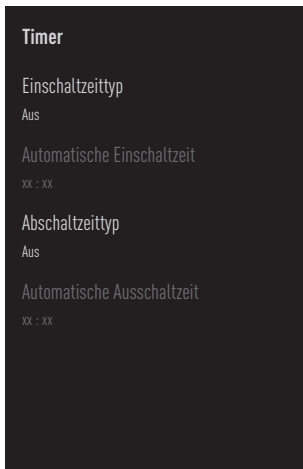 Timer
Einschaltzeittyp
Aus
Automatische Einschaltzeit
xx : xx
Abschaltzeittyp
Aus
Automatische Ausschaltzeit
xx : xx